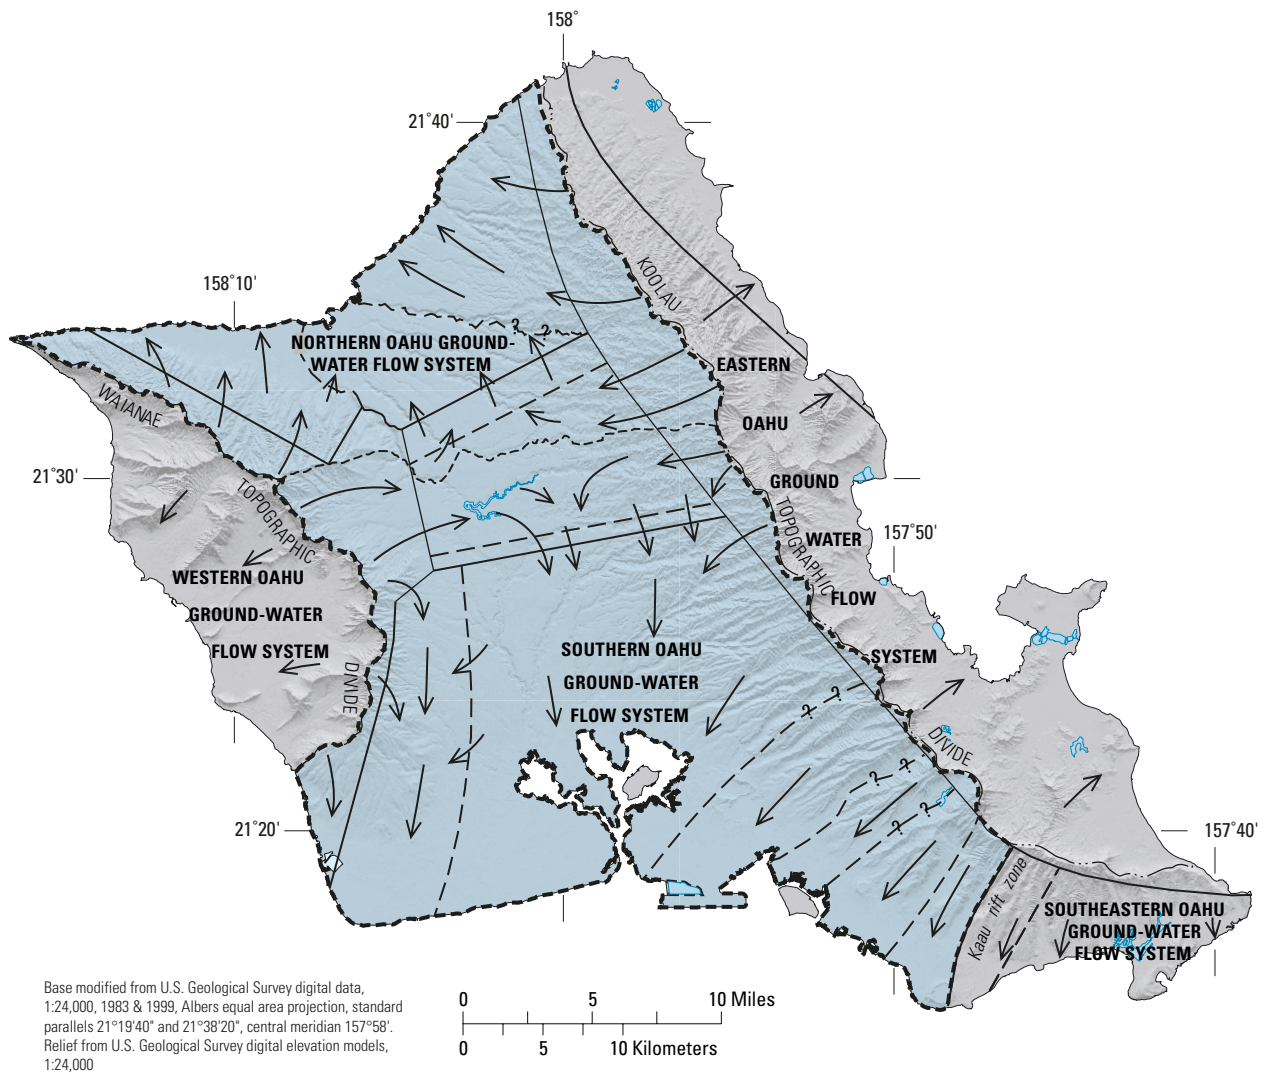 158°
21°40'
158°10'
KOOLAU
NORTHERN OAHU GROUND-
WATER FLOW SYSTEM
?
?
EASTERN
OAHU
GROUND
WATER
FLOW
SYSTEM
WAIANAE
TOPOGRAPHIC
DIVIDE
21°30'
TOPOGRAPHIC
157°50'
WESTERN OAHU
GROUND-WATER
FLOW SYSTEM
SOUTHERN OAHU
GROUND-WATER
FLOW SYSTEM
?
?
DIVIDE
?
?
?
?
21°20'
157°40'
Kaau rift zone
SOUTHEASTERN OAHU
GROUND-WATER
FLOW SYSTEM
Base modified from U.S. Geological Survey digital data,
1:24,000, 1983 & 1999, Albers equal area projection, standard
parallels 21°19'40" and 21°38'20", central meridian 157°58'.
Relief from U.S. Geological Survey digital elevation models,
1:24,000
0 5 10 Miles
0 5 10 Kilometers